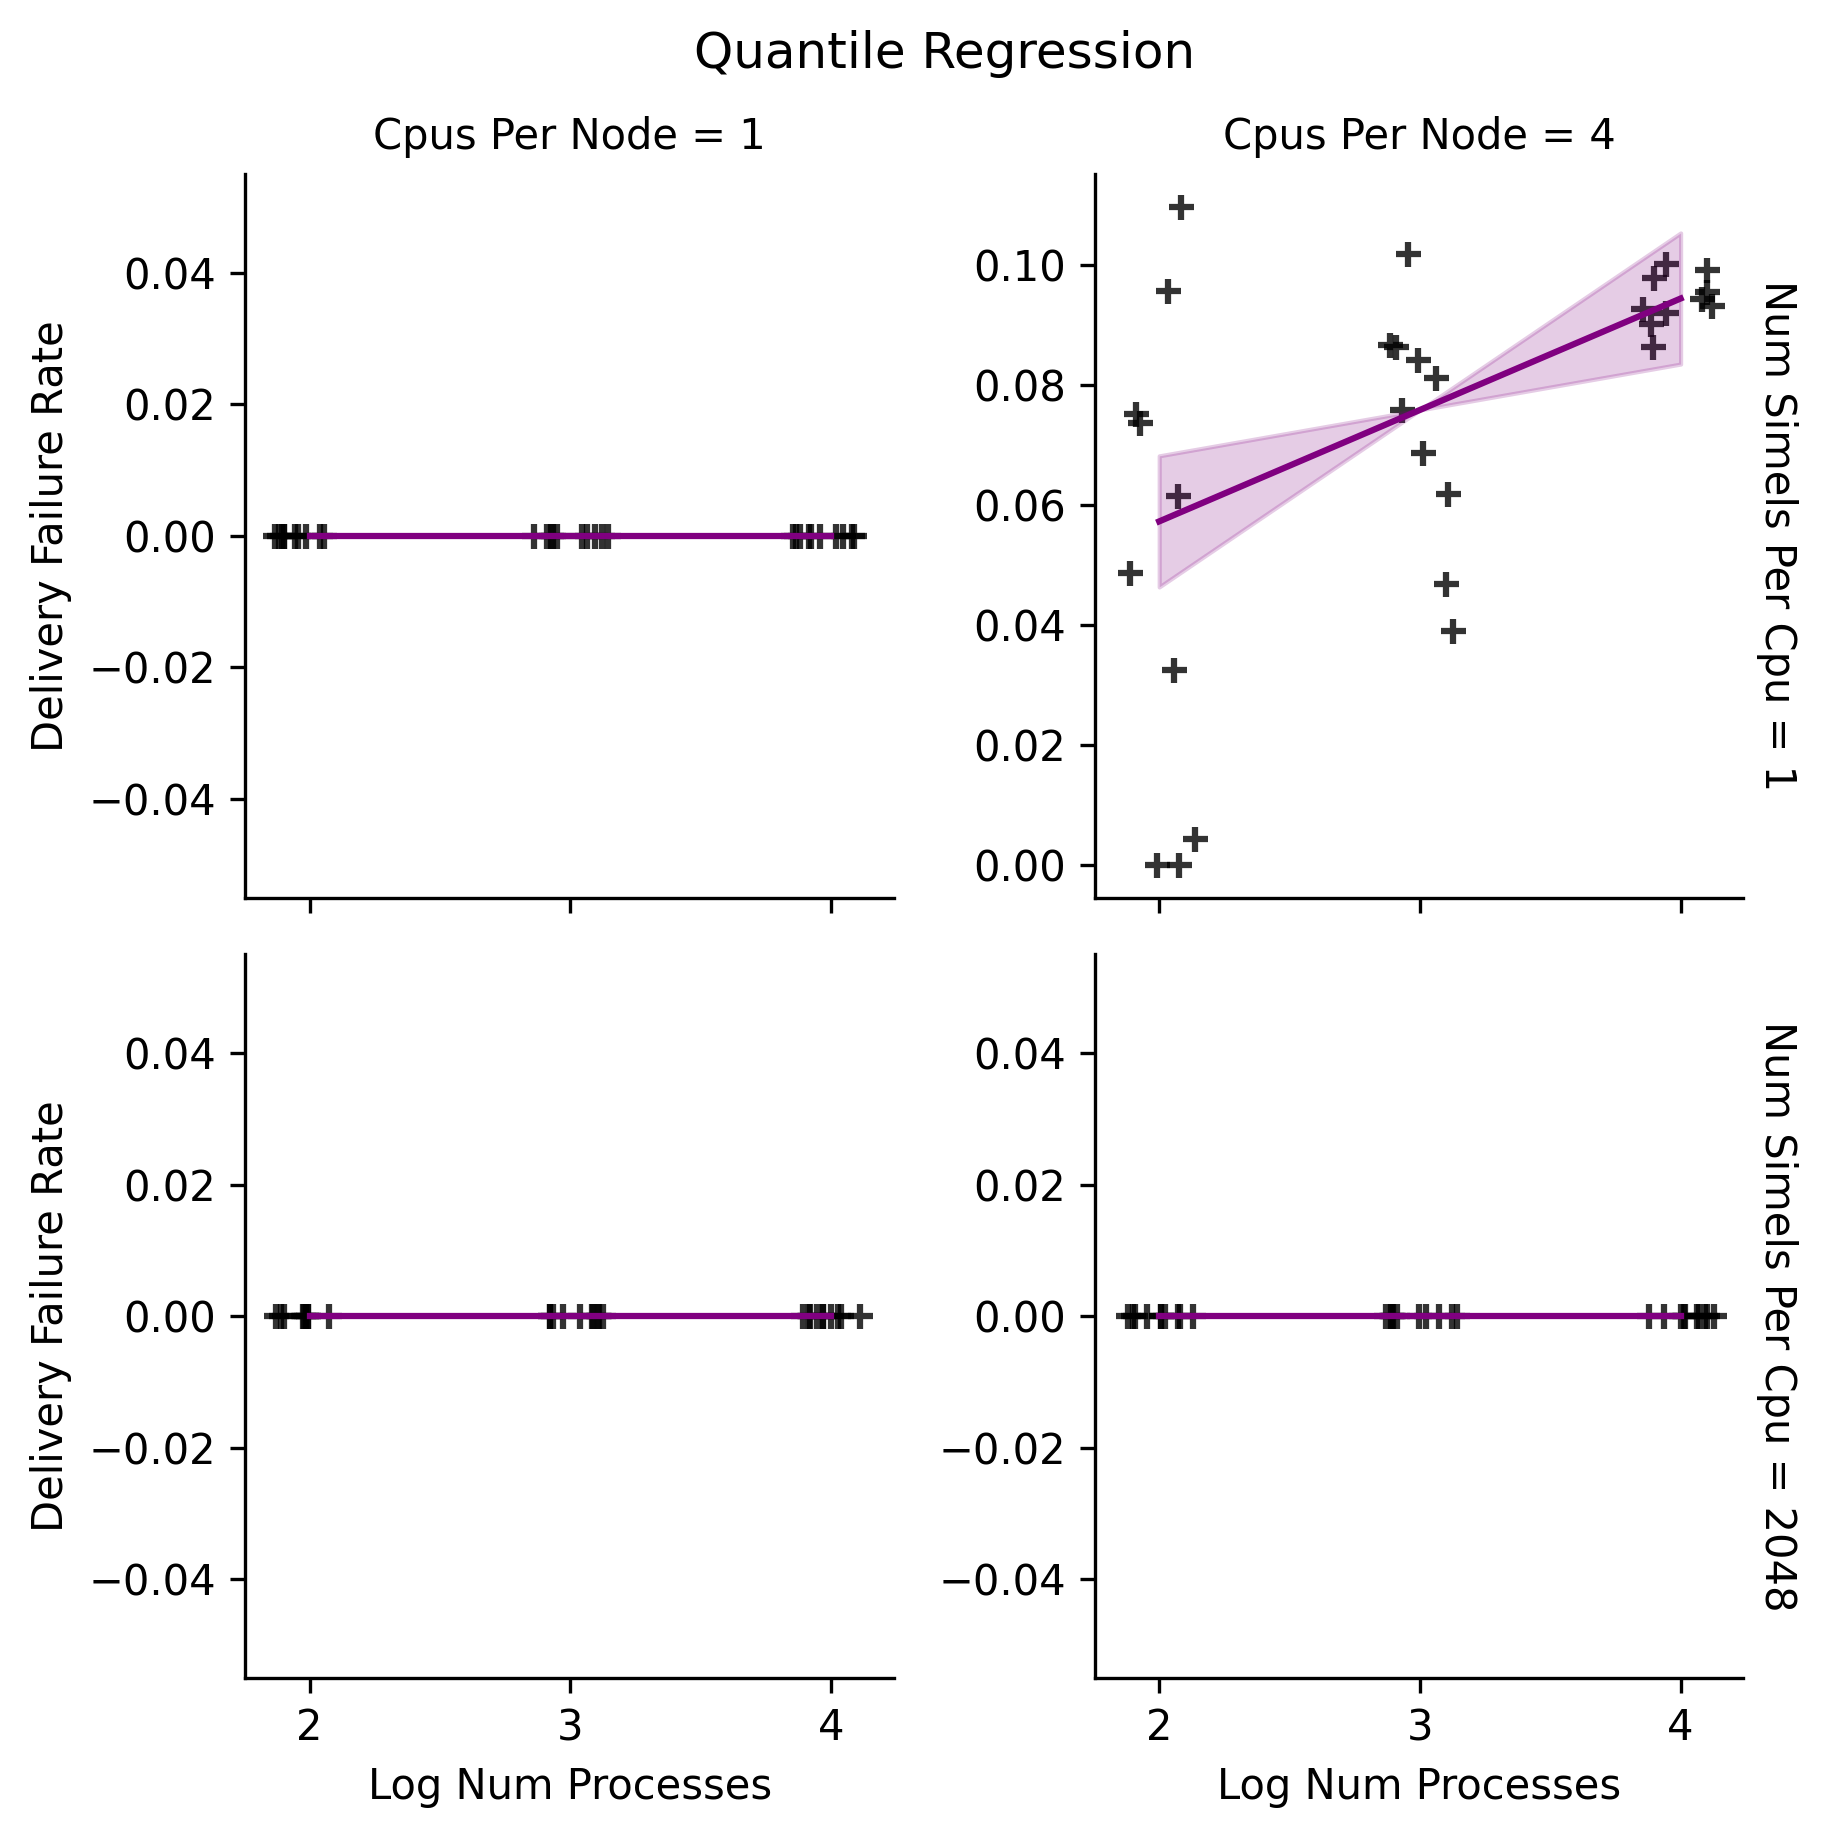 Quantile Regression
Cpus Per Node = 1
Cpus Per Node = 4
Delivery Failure Rate
0.04
0.02
0.00
−0.02
−0.04
0.10
0.08
0.06
0.04
0.02
0.00
Num Simels Per Cpu = 1
Delivery Failure Rate
0.04
0.02
0.00
−0.02
−0.04
0.04
0.02
0.00
−0.02
−0.04
Num Simels Per Cpu = 2048
2 3 4
2 3 4
Log Num Processes
Log Num Processes